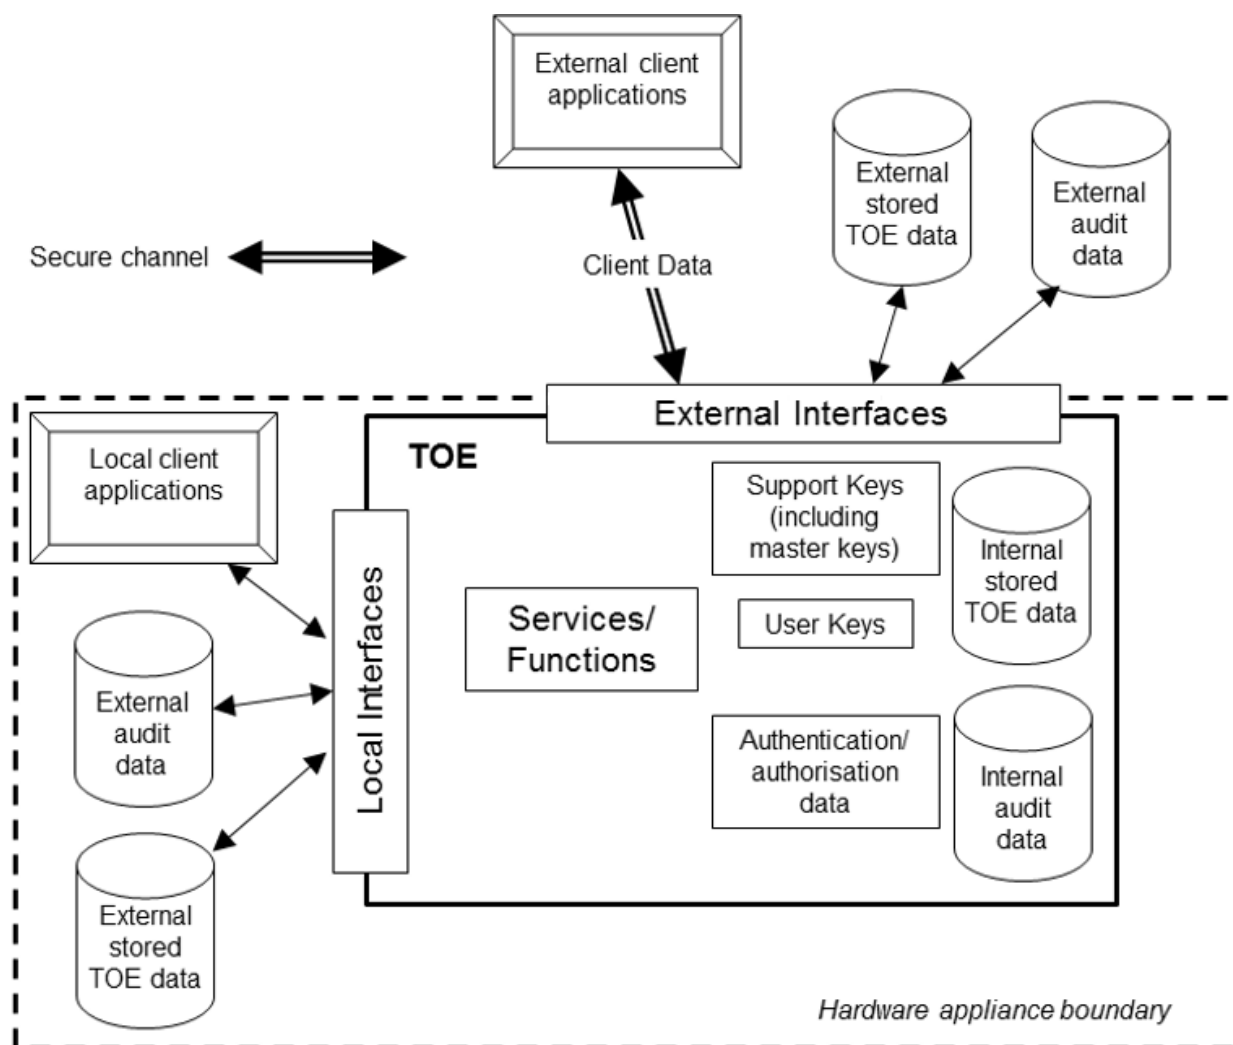 External client
applications
External
stored
TOE data
External
audit
data
Secure channel
Client Data
External Interfaces
Local client
applications
TOE
Support Keys
(including
master keys)
Internal
stored
TOE data
Local Interfaces
Services/
Functions
User Keys
External
audit
data
Authentication/
authorisation
data
Internal
audit
data
External
stored
TOE data
Hardware appliance boundary